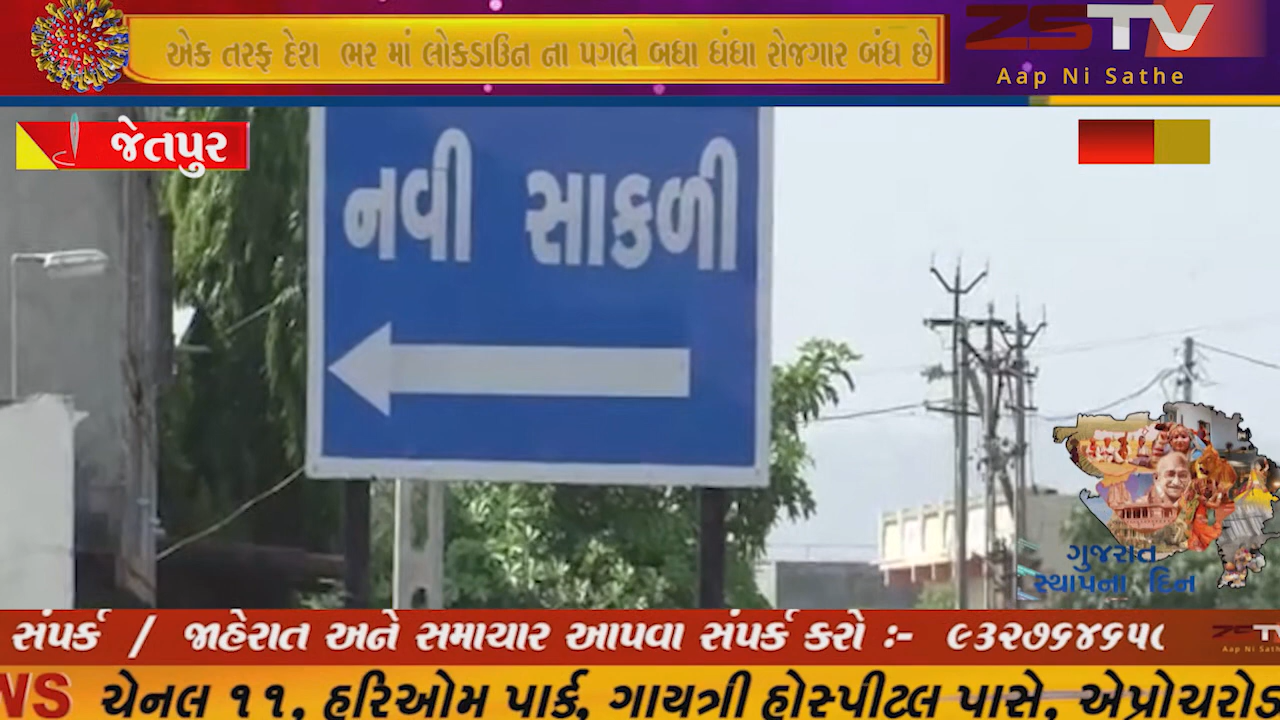 એક તરફ દેશ ભર માં લોકડાઉન ના પગલે બધા ધંધા રોજગાર બંધ છે
ZSTV
Aap Ni Sathe
જેતપુર
નવી સાકળી
ગુજરાત
સ્થાપના દિન
સંપર્ક / જાહેરાત અને સમાચાર આપવા સંપર્ક કરો :- ૯૩૨૭૬૪૬૫
ZSTV
Aap Ni Sathe
WS ચેનલ ૧૧, હરિઓમ પાર્ક, ગાયત્રી હોસ્પીટલ પાસે, એપ્રોચરોડ